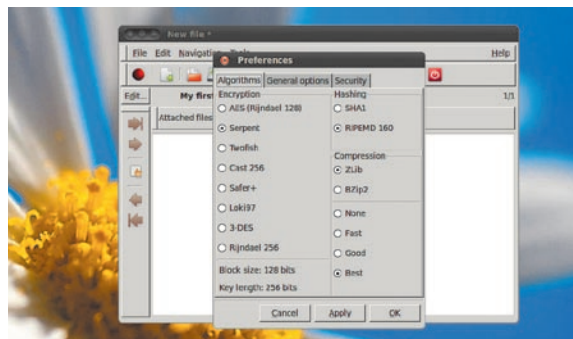 New file *
File Edit Navigation Tools Help
Preferences
Edit... My first 1/1
Attached files
Algorithms General options Security
Encryption
AES (Rijndael 128)
Serpent
Twofish
Cast 256
Safer+
Loki97
3-DES
Rijndael 256
Block size: 128 bits
Key length: 256 bits
Hashing
SHA1
RIPEMD 160
Compression
ZLib
BZip2
None
Fast
Good
Best
Cancel Apply OK